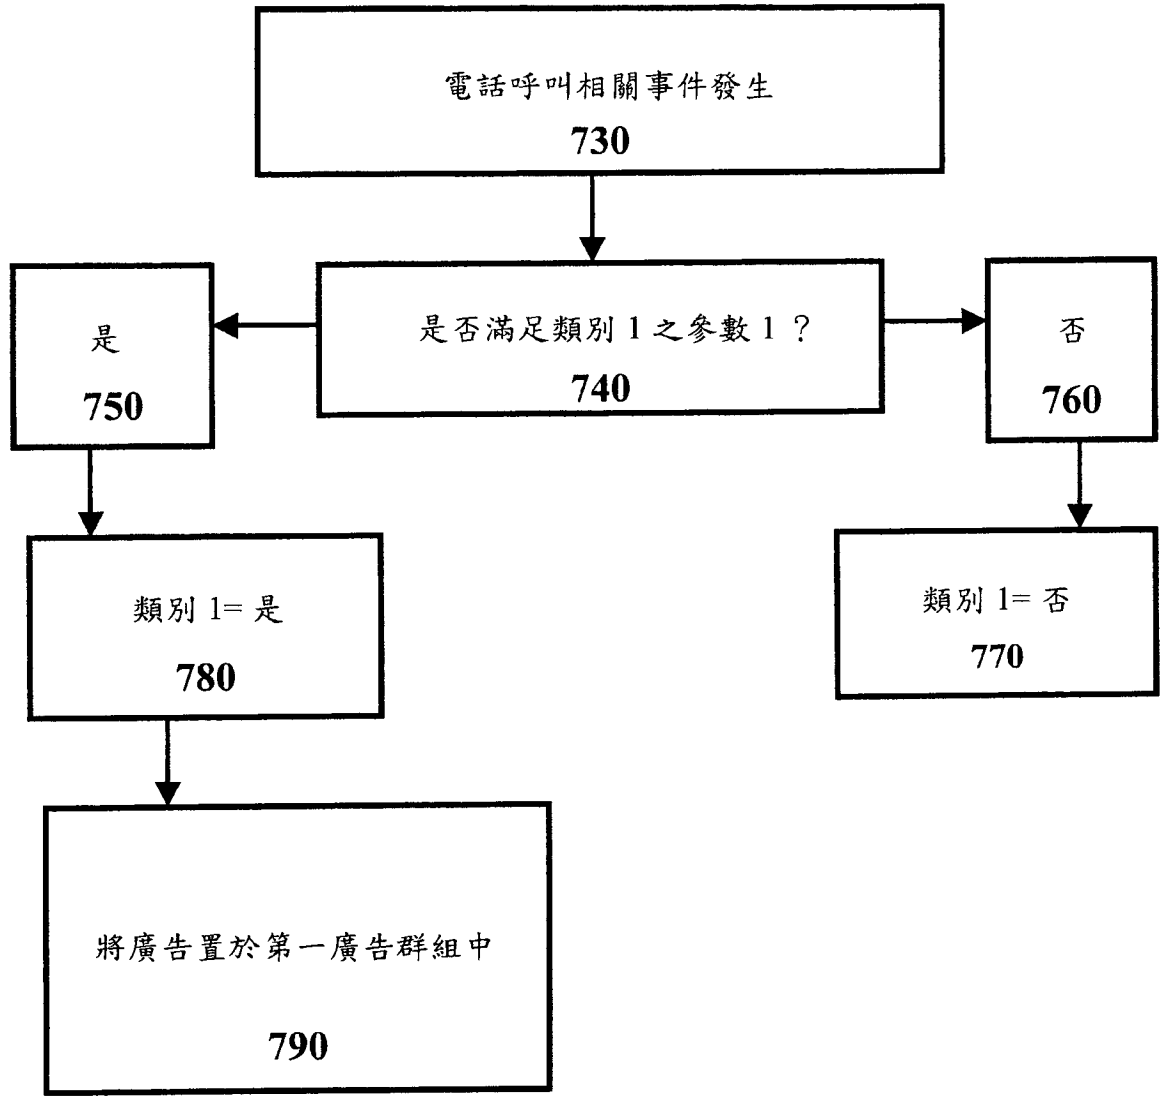 電話呼叫相關事件發生
730
是
750
是否滿足類別 1 之參數 1 ？
740
否
760
類別 1= 是
780
類別 1= 否
770
將廣告置於第一廣告群組中
790